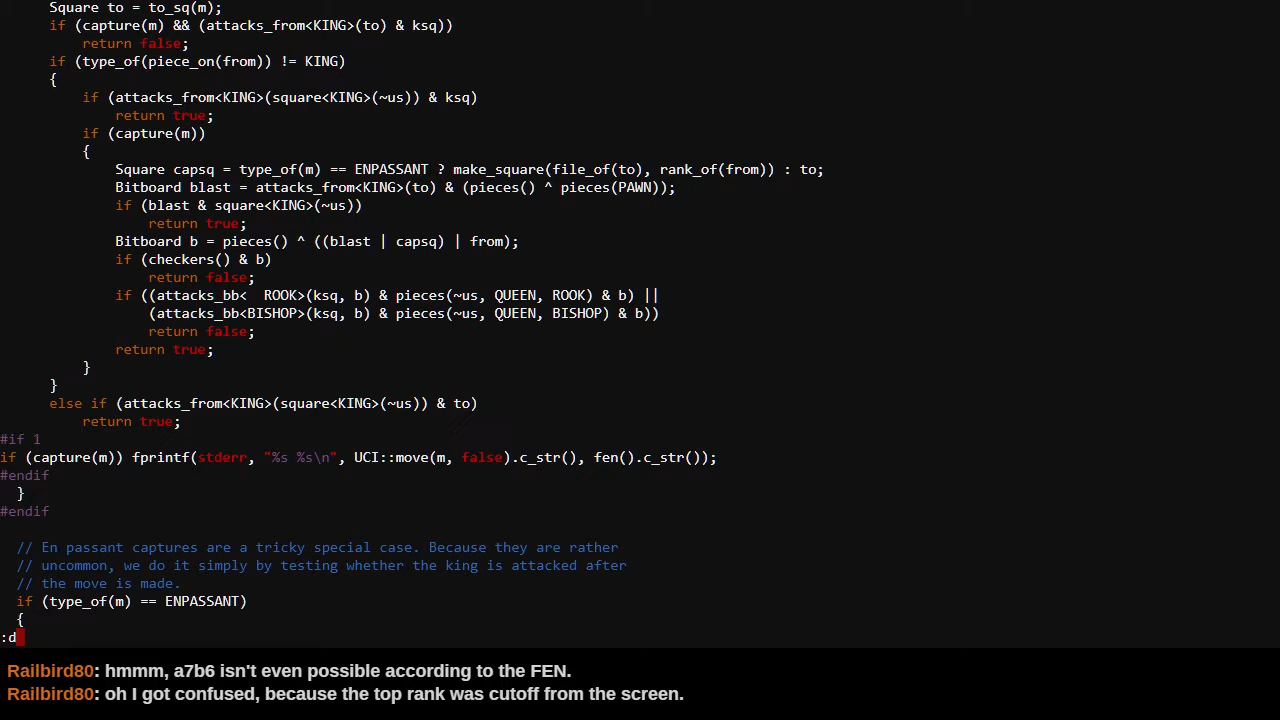 Square to = to_sq(m);
if (capture(m) && (attacks_from<KING>(to) & ksq))
return false;
if (type_of(piece_on(from)) != KING)
{
if (attacks_from<KING>(square<KING>(~us)) & ksq)
return true;
if (capture(m))
{
Square capsq = type_of(m) == ENPASSANT ? make_square(file_of(to), rank_of(from)) : to;
Bitboard blast = attacks_from<KING>(to) & (pieces() ^ pieces(PAWN));
if (blast & square<KING>(~us))
return true;
Bitboard b = pieces() ^ ((blast | capsq) | from);
if (checkers() & b)
return false;
if ((attacks_bb<  ROOK>(ksq, b) & pieces(~us, QUEEN, ROOK) & b) ||
(attacks_bb<BISHOP>(ksq, b) & pieces(~us, QUEEN, BISHOP) & b))
return false;
return true;
}
}
else if (attacks_from<KING>(square<KING>(~us)) & to)
return true;
#if 1
if (capture(m)) fprintf(stderr, "%s %s\n", UCI::move(m, false).c_str(), fen().c_str());
#endif
}
#endif
// En passant captures are a tricky special case. Because they are rather
// uncommon, we do it simply by testing whether the king is attacked after
// the move is made.
if (type_of(m) == ENPASSANT)
{
:d
Railbird80: hmmm, a7b6 isn't even possible according to the FEN.
Railbird80: oh I got confused, because the top rank was cutoff from the screen.